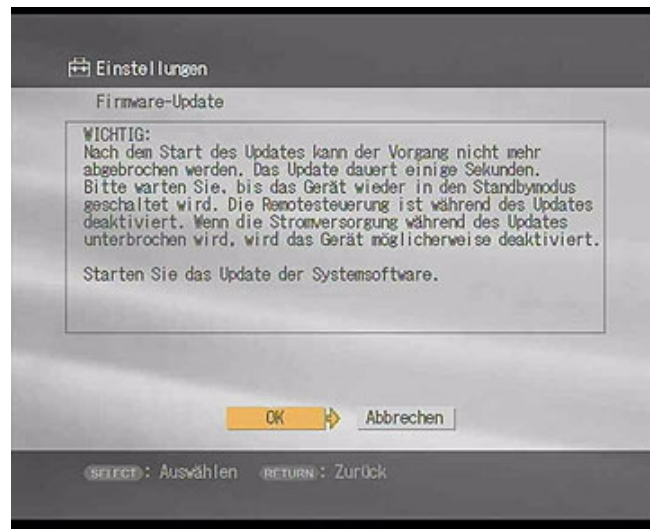 Einstellungen
Firmware-Update
WICHTIG:
Nach dem Start des Updates kann der Vorgang nicht mehr
abgebrochen werden. Das Update dauert einige Sekunden.
Bitte warten Sie, bis das Gerät wieder in den Standbymodus
geschaltet wird. Die Remotesteuerung ist während des Updates
deaktiviert. Wenn die Stromversorgung während des Updates
unterbrochen wird, wird das Gerät möglicherweise deaktiviert.
Starten Sie das Update der Systemsoftware.
OK Abbrechen
SELECT: Auswählen RETURN: Zurück